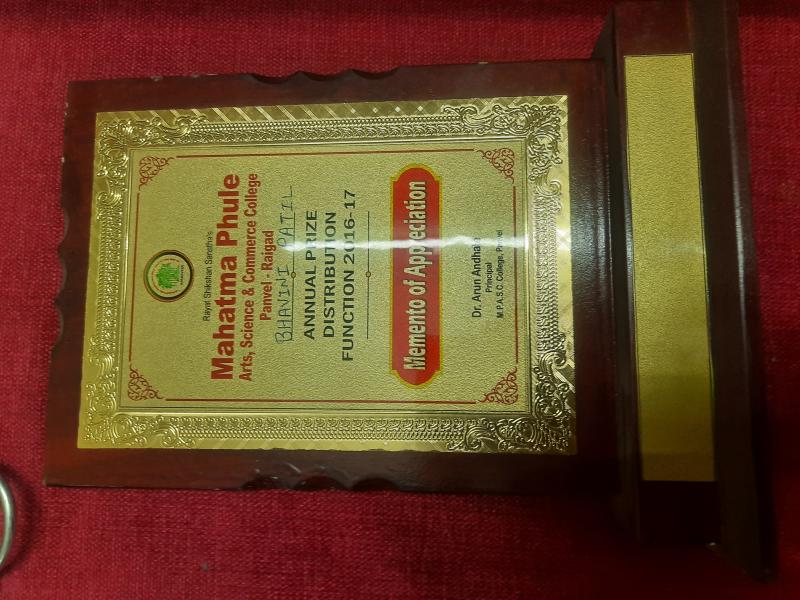 Rayat Shikshan Sanstha's
Mahatma Phule
Arts, Science & Commerce College
Panvel - Raigad
BHAVINI PATIL
ANNUAL PRIZE
DISTRIBUTION
FUNCTION 2016-17
Memento of Appreciation
Dr. Arun Andhale
Principal
M.P.A.S.C. College, Panvel